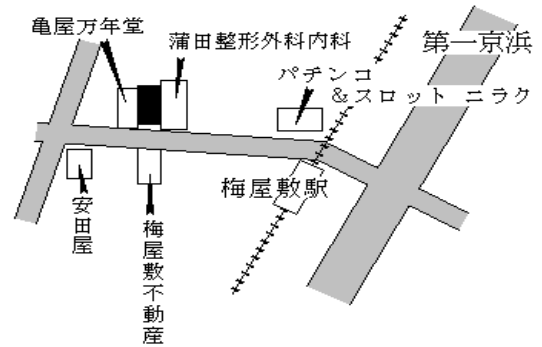 亀屋万年堂
蒲田整形外科内科
第一京浜
パチンコ
&スロット ニラク
梅屋敷駅
安田屋
梅屋敷不動産